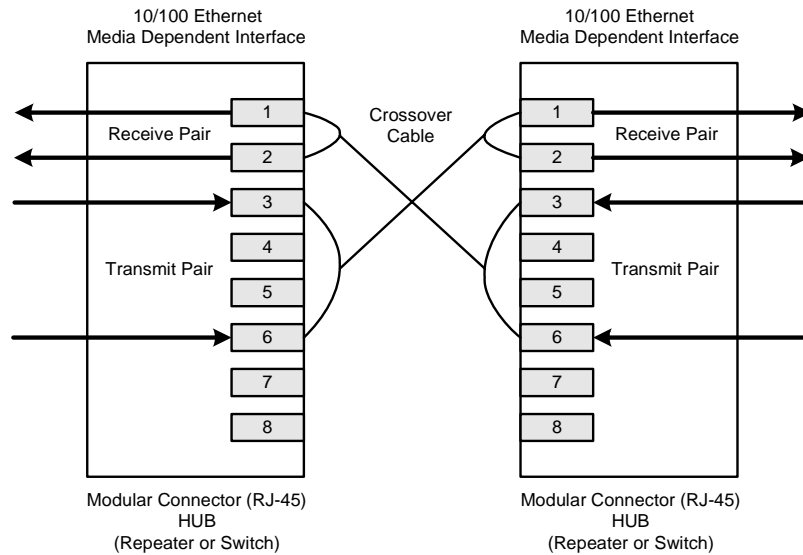 10/100 Ethernet
Media Dependent Interface
10/100 Ethernet
Media Dependent Interface
1
Receive Pair
2
3
4
Transmit Pair
5
6
7
8
Crossover
Cable
1
Receive Pair
2
3
4
Transmit Pair
5
6
7
8
Modular Connector (RJ-45)
HUB
(Repeater or Switch)
Modular Connector (RJ-45)
HUB
(Repeater or Switch)